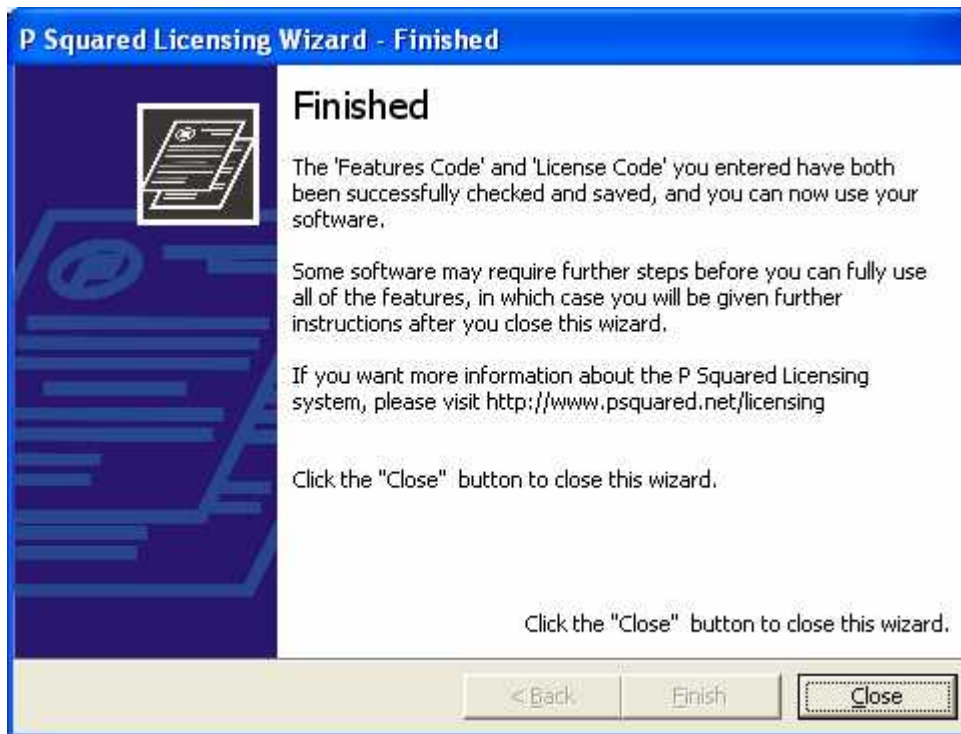 P Squared Licensing Wizard - Finished
Finished
The 'Features Code' and 'License Code' you entered have both
been successfully checked and saved, and you can now use your
software.
Some software may require further steps before you can fully use
all of the features, in which case you will be given further
instructions after you close this wizard.
If you want more information about the P Squared Licensing
system, please visit http://www.psquared.net/licensing
Click the "Close"  button to close this wizard.
Click the "Close"  button to close this wizard.
< Back Finish Close